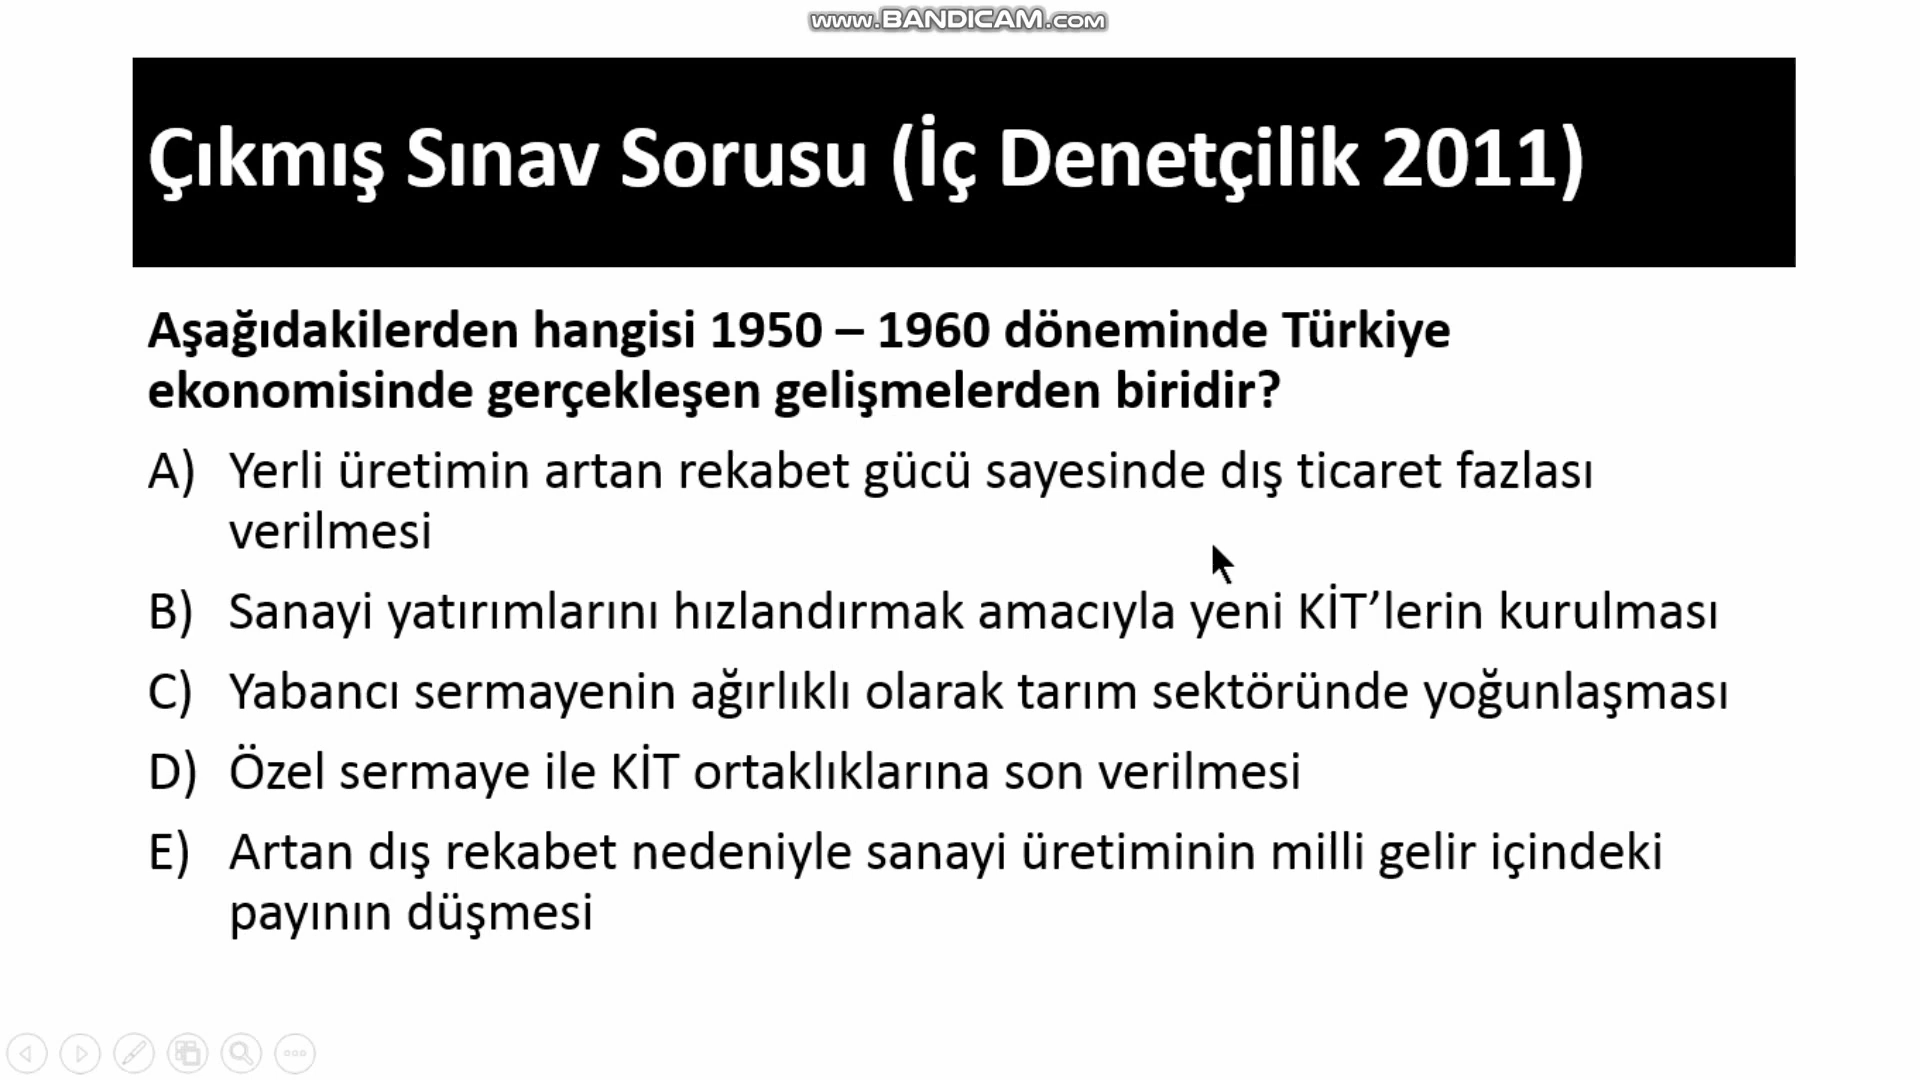 www.BANDICAM.com
Çıkmış Sınav Sorusu (İç Denetçilik 2011)
Aşağıdakilerden hangisi 1950 – 1960 döneminde Türkiye
ekonomisinde gerçekleşen gelişmelerden biridir?
A) Yerli üretimin artan rekabet gücü sayesinde dış ticaret fazlası
verilmesi
B) Sanayi yatırımlarını hızlandırmak amacıyla yeni KİT’lerin kurulması
C) Yabancı sermayenin ağırlıklı olarak tarım sektöründe yoğunlaşması
D) Özel sermaye ile KİT ortaklıklarına son verilmesi
E) Artan dış rekabet nedeniyle sanayi üretiminin milli gelir içindeki
payının düşmesi